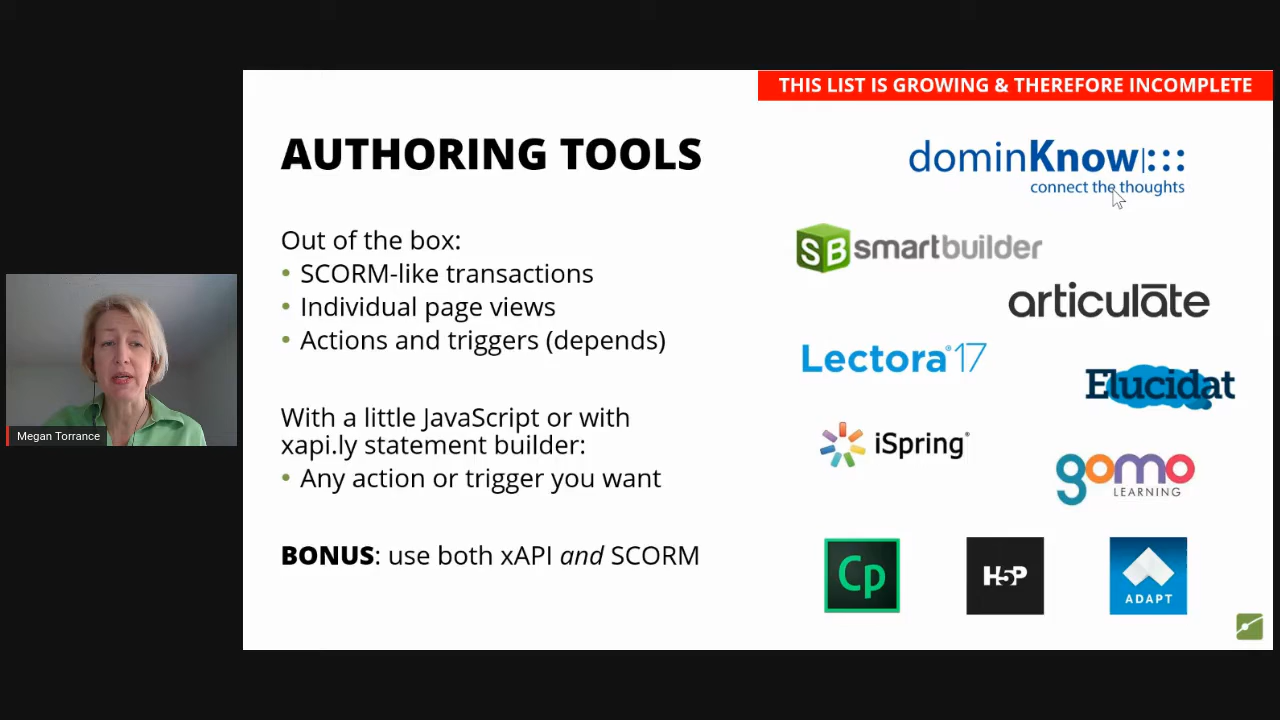 THIS LIST IS GROWING & THEREFORE INCOMPLETE
AUTHORING TOOLS
Out of the box:
• SCORM-like transactions
• Individual page views
• Actions and triggers (depends)
With a little JavaScript or with
xapi.ly statement builder:
• Any action or trigger you want
BONUS: use both xAPI and SCORM
dominKnow|:::
connect the thoughts
SB smartbuilder
articulate
Lectora® 17
Elucidat
iSpring®
gomo
LEARNING
Cp
H5P
ADAPT
Megan Torrance